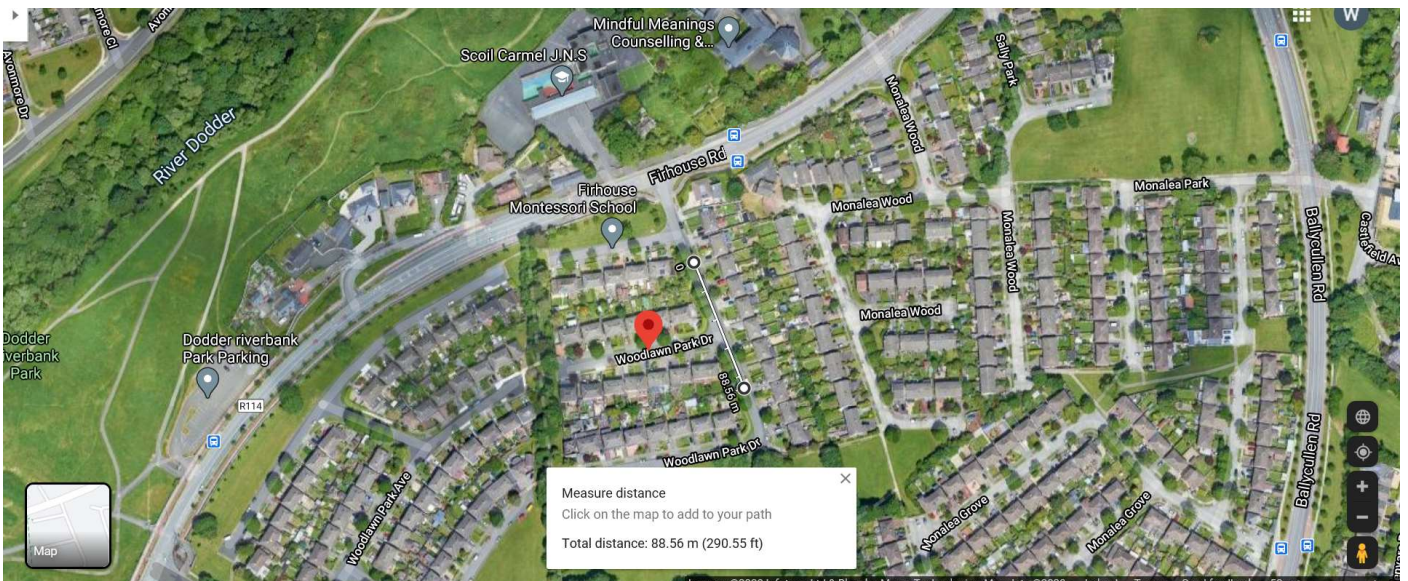 Avonmore Cl
Avonmore Dr
River Dodder
Scoil Carmel J.N.S
Mindful Meanings
Counselling &...
W
Sally Park
Monalea Wood
Firhouse Rd
Firhouse
Montessori School
Monalea Wood
Monalea Park
Monalea Wood
Ballycullen Rd
0
Monalea Wood
Dodder
iverbank
Park
Dodder riverbank
Park Parking
Woodlawn Park Dr
88.56 m
R114
Woodlawn Park Dr
Woodlawn Park Ave
Monalea Grove
Monalea Grove
Ballycullen Rd
Measure distance
Click on the map to add to your path
Total distance: 88.56 m (290.55 ft)
Map